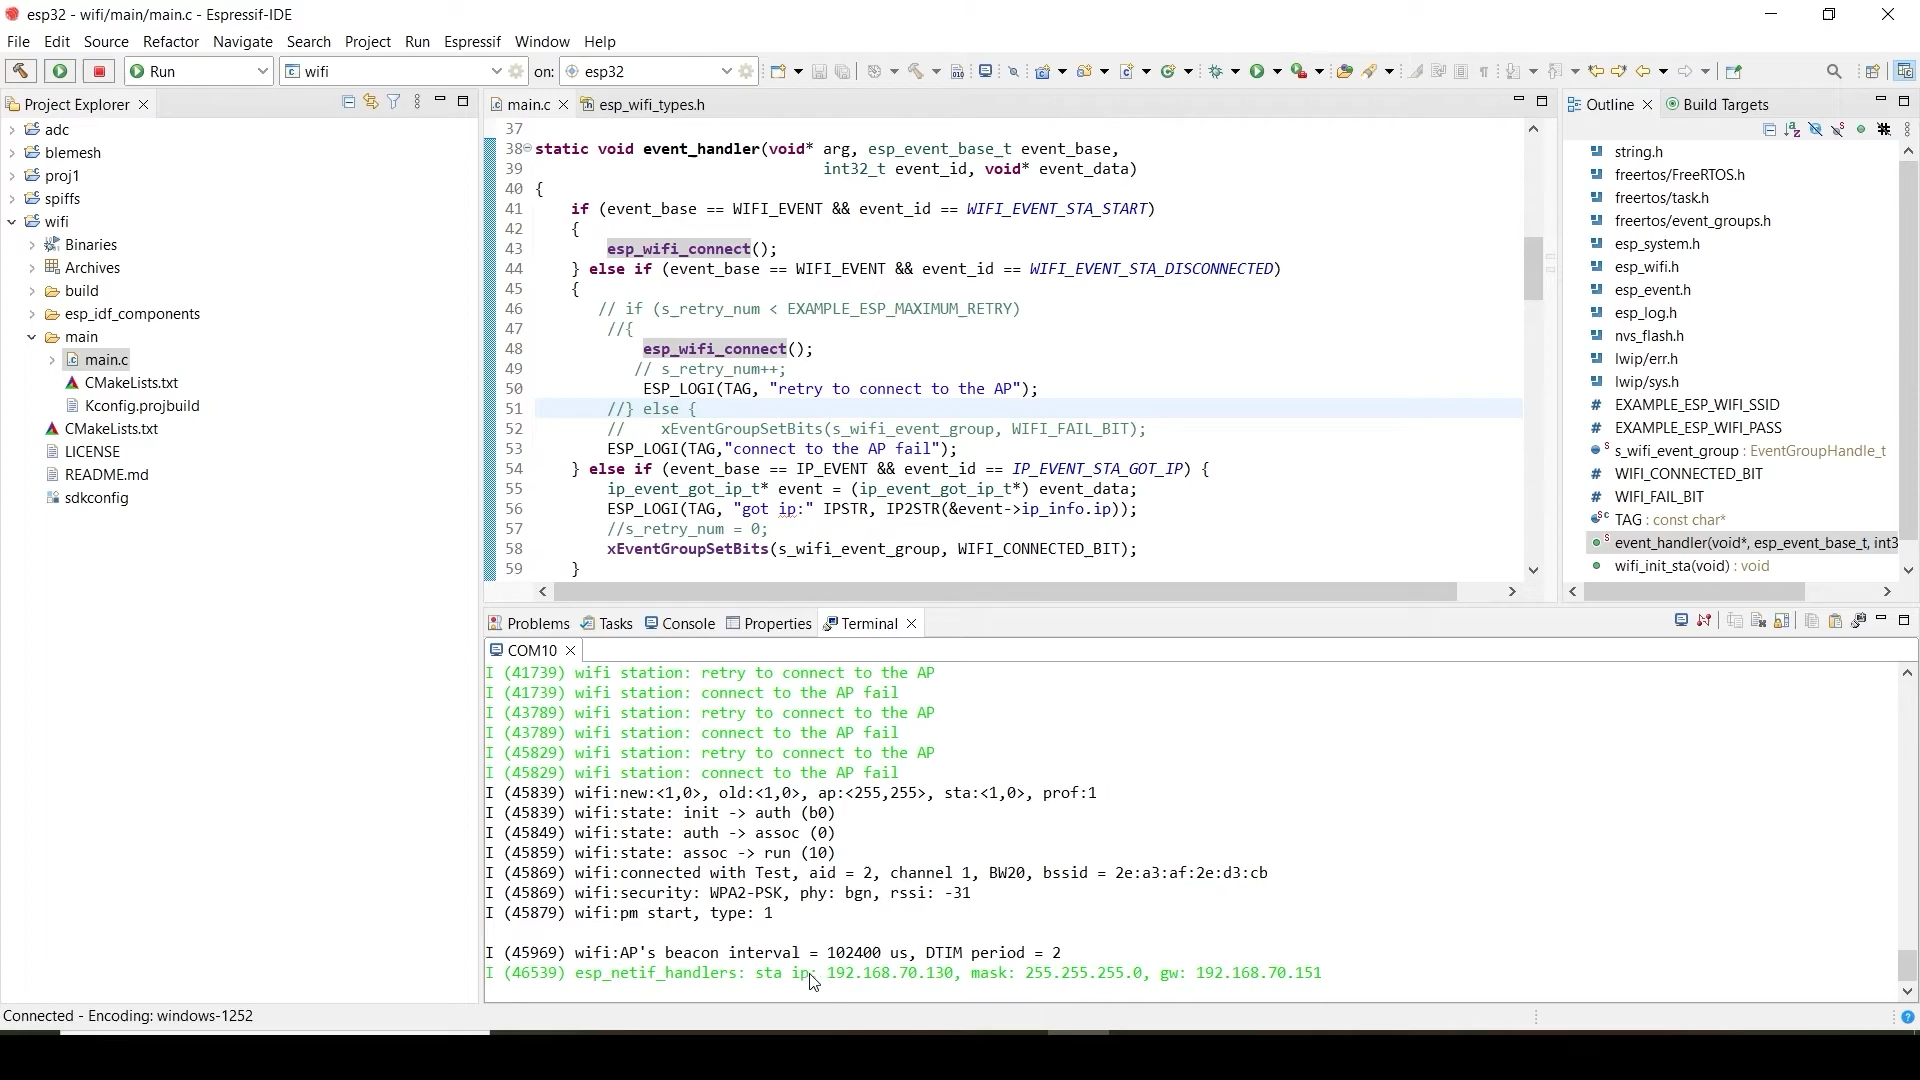 esp32 - wifi/main/main.c - Espressif-IDE
File Edit Source Refactor Navigate Search Project Run Espressif Window Help
Run wifi on: esp32
Project Explorer
adc
blemesh
proj1
spiffs
wifi
Binaries
Archives
build
esp_idf_components
main
main.c
CMakeLists.txt
Kconfig.projbuild
CMakeLists.txt
LICENSE
README.md
sdkconfig
main.c esp_wifi_types.h
37
38 static void event_handler(void* arg, esp_event_base_t event_base,
39 int32_t event_id, void* event_data)
40 {
41 if (event_base == WIFI_EVENT && event_id == WIFI_EVENT_STA_START)
42 {
43 esp_wifi_connect();
44 } else if (event_base == WIFI_EVENT && event_id == WIFI_EVENT_STA_DISCONNECTED)
45 {
46 // if (s_retry_num < EXAMPLE_ESP_MAXIMUM_RETRY)
47 //{
48 esp_wifi_connect();
49 // s_retry_num++;
50 ESP_LOGI(TAG, "retry to connect to the AP");
51 //} else {
52 // xEventGroupSetBits(s_wifi_event_group, WIFI_FAIL_BIT);
53 ESP_LOGI(TAG,"connect to the AP fail");
54 } else if (event_base == IP_EVENT && event_id == IP_EVENT_STA_GOT_IP) {
55 ip_event_got_ip_t* event = (ip_event_got_ip_t*) event_data;
56 ESP_LOGI(TAG, "got ip:" IPSTR, IP2STR(&event->ip_info.ip));
57 //s_retry_num = 0;
58 xEventGroupSetBits(s_wifi_event_group, WIFI_CONNECTED_BIT);
59 }
Outline Build Targets
string.h
freertos/FreeRTOS.h
freertos/task.h
freertos/event_groups.h
esp_system.h
esp_wifi.h
esp_event.h
esp_log.h
nvs_flash.h
lwip/err.h
lwip/sys.h
# EXAMPLE_ESP_WIFI_SSID
# EXAMPLE_ESP_WIFI_PASS
s_wifi_event_group : EventGroupHandle_t
# WIFI_CONNECTED_BIT
# WIFI_FAIL_BIT
TAG : const char*
event_handler(void*, esp_event_base_t, int3
wifi_init_sta(void) : void
Problems Tasks Console Properties Terminal
COM10
I (41739) wifi station: retry to connect to the AP
I (41739) wifi station: connect to the AP fail
I (43789) wifi station: retry to connect to the AP
I (43789) wifi station: connect to the AP fail
I (45829) wifi station: retry to connect to the AP
I (45829) wifi station: connect to the AP fail
I (45839) wifi:new:<1,0>, old:<1,0>, ap:<255,255>, sta:<1,0>, prof:1
I (45839) wifi:state: init -> auth (b0)
I (45849) wifi:state: auth -> assoc (0)
I (45859) wifi:state: assoc -> run (10)
I (45869) wifi:connected with Test, aid = 2, channel 1, BW20, bssid = 2e:a3:af:2e:d3:cb
I (45869) wifi:security: WPA2-PSK, phy: bgn, rssi: -31
I (45879) wifi:pm start, type: 1
I (45969) wifi:AP's beacon interval = 102400 us, DTIM period = 2
I (46539) esp_netif_handlers: sta ip: 192.168.70.130, mask: 255.255.255.0, gw: 192.168.70.151
Connected - Encoding: windows-1252